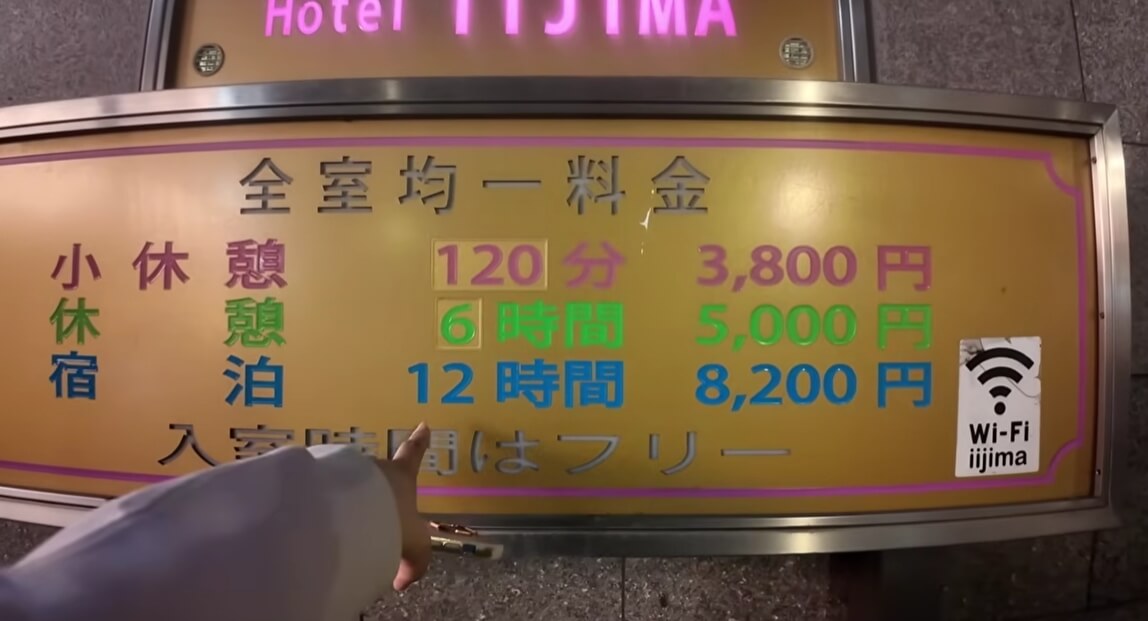 Hotel IIJIMA
全室均一料金
小休憩 120分 3,800円
休憩 6時間 5,000円
宿泊 12時間 8,200円
入室時間はフリー
Wi-Fi
iijima